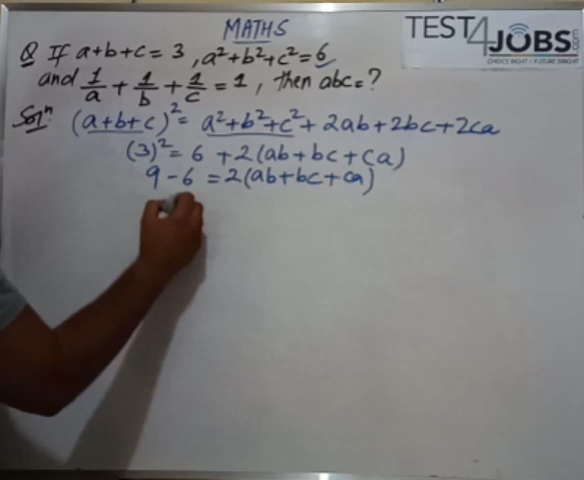 MATHS
TEST4JOBS.com
CHOICE RIGHT | FUTURE BRIGHT
Q If a+b+c = 3, a²+b²+c² = 6,
and 1/a + 1/b + 1/c = 1, then abc = ?
Solⁿ: (a+b+c)² = a²+b²+c²+2ab+2bc+2ca
(3)² = 6 + 2(ab+bc+ca)
9 - 6 = 2(ab+bc+ca)